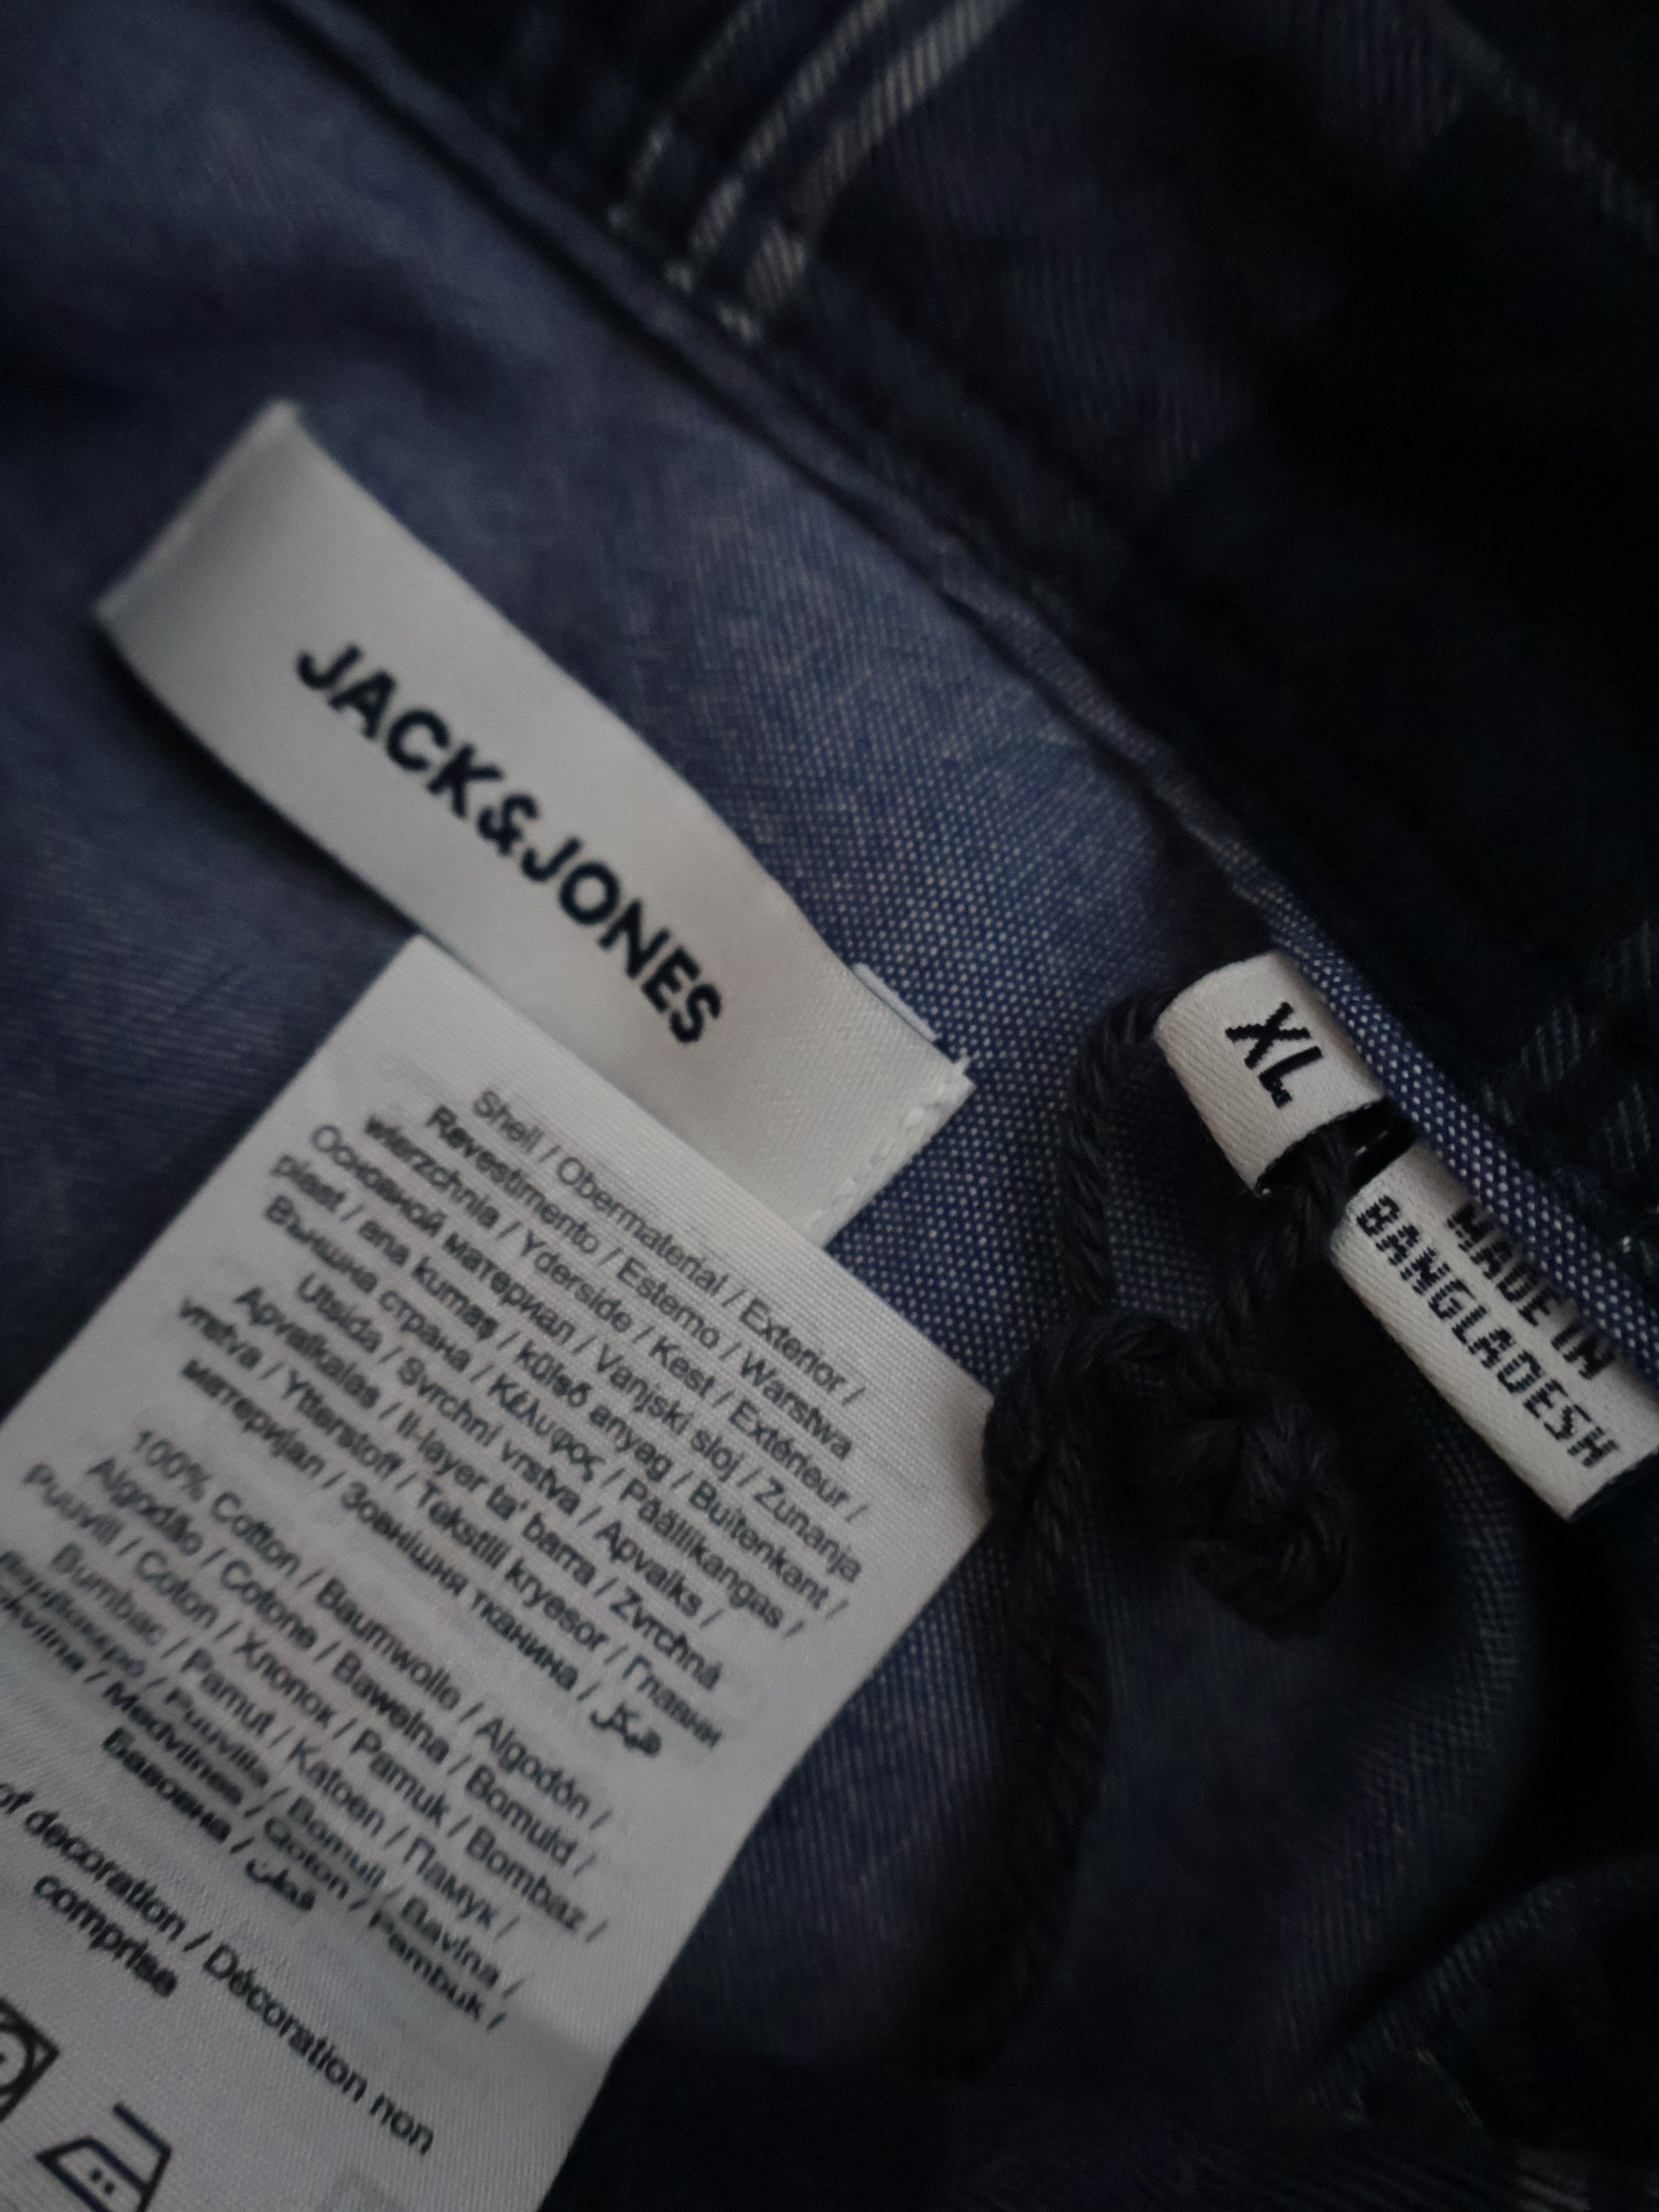 JACK&JONES
XL
MADE IN
BANGLADESH
Shell / Obermaterial / Exterior /
Revestimento / Esterno / Warstwa
wierzchnia / Yderside / Kest / Extérieur /
Основной материал / Vanjski sloj / Zunanja
plast / ana kumaş / külső anyag / Buitenkant /
Външна страна / Κέλυφος / Päällikangas /
Utsida / Svrchní vrstva / Apvalks /
Apvalkalas / Il-layer ta' barra / Zvrchná
vrstva / Ytterstoff / Tekstili kryesor / Главни
материјал / Зовнішня тканина / هيكل
100% Cotton / Baumwolle / Algodón /
Algodão / Cotone / Bawełna / Bomuld /
Puuvill / Coton / Хлопок / Pamuk / Bombaz /
Bumbac / Pamut / Katoen / Памук /
/ Puuvilla / Bomull / Bavlna /
/ Medvilnė / Qoton / Pambuk /
Бавовна / قطن
of decoration / Décoration non
comprise